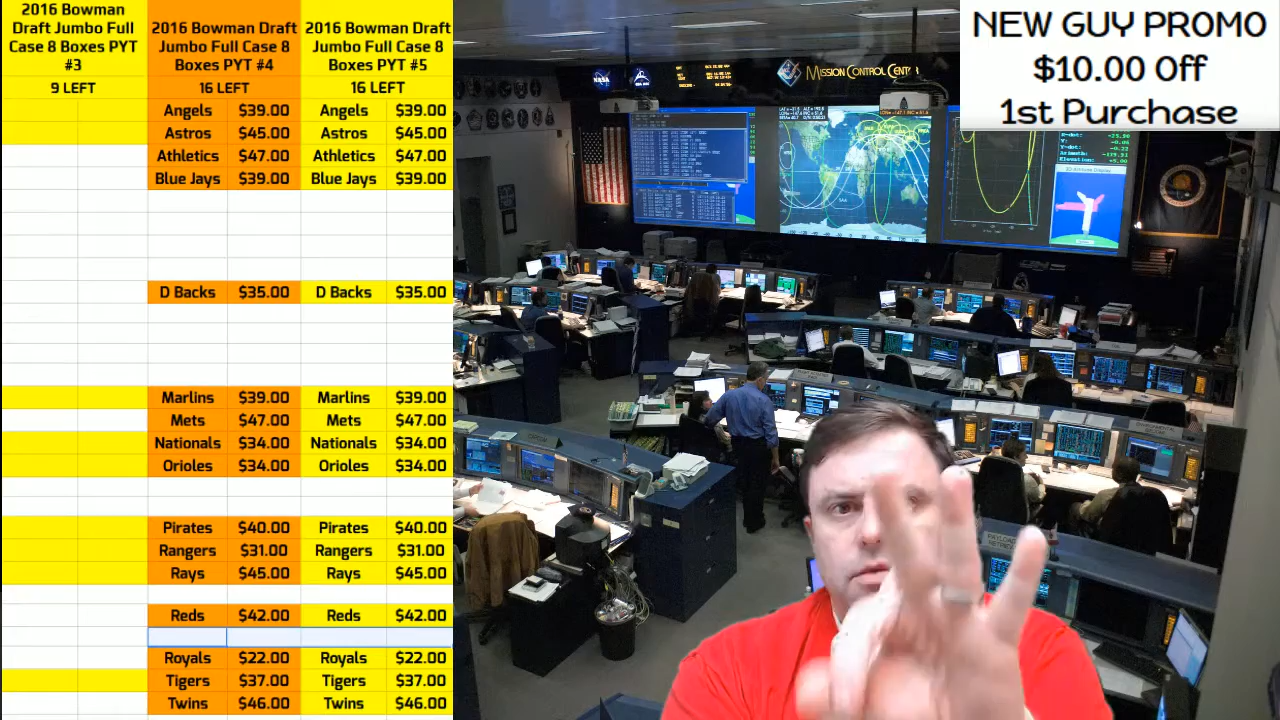 2016 Bowman
Draft Jumbo Full
Case 8 Boxes PYT
#3
9 LEFT
2016 Bowman Draft
Jumbo Full Case 8
Boxes PYT #4
16 LEFT
2016 Bowman Draft
Jumbo Full Case 8
Boxes PYT #5
16 LEFT
Angels $39.00 Angels $39.00
Astros $45.00 Astros $45.00
Athletics $47.00 Athletics $47.00
Blue Jays $39.00 Blue Jays $39.00
D Backs $35.00 D Backs $35.00
Marlins $39.00 Marlins $39.00
Mets $47.00 Mets $47.00
Nationals $34.00 Nationals $34.00
Orioles $34.00 Orioles $34.00
Pirates $40.00 Pirates $40.00
Rangers $31.00 Rangers $31.00
Rays $45.00 Rays $45.00
Reds $42.00 Reds $42.00
Royals $22.00 Royals $22.00
Tigers $37.00 Tigers $37.00
Twins $46.00 Twins $46.00
NEW GUY PROMO
$10.00 Off
1st Purchase
NASA
MISSION CONTROL CENT